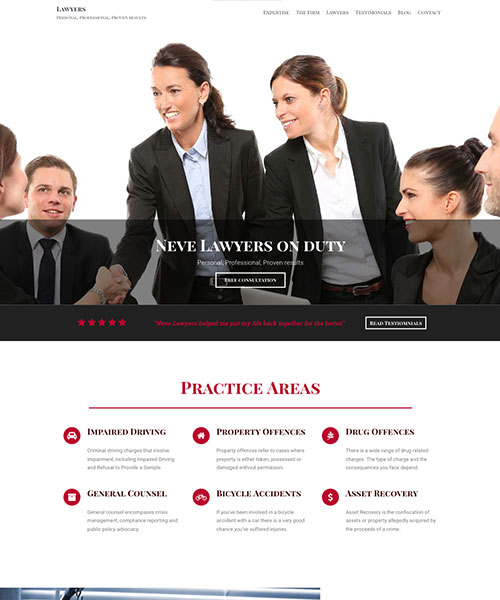 Lawyers
Personal, Professional, Proven results
Expertise The Firm Lawyers Testimonials Blog Contact
Neve Lawyers on duty
Personal, Professional, Proven results
Free consultation
"Neve Lawyers helped me put my life back together for the better"
Read Testiomnials
Practice Areas
Impaired Driving
Criminal driving charges that involve
impairment, including Impaired Driving
and Refusal to Provide a Sample.
Property Offences
Property offences refer to cases where
property is either taken, possessed or
damaged without permission.
Drug Offences
There is a wide range of drug related
charges. The type of charge and the
consequences you face depend.
General Counsel
General counsel encompasses crisis
management, compliance reporting and
public policy advocacy.
Bicycle Accidents
If you've been involved in a bicycle
accident with a car there is a very good
chance you've suffered injuries.
Asset Recovery
Asset Recovery is the confiscation of
assets or property allegedly acquired by
the proceeds of crime.